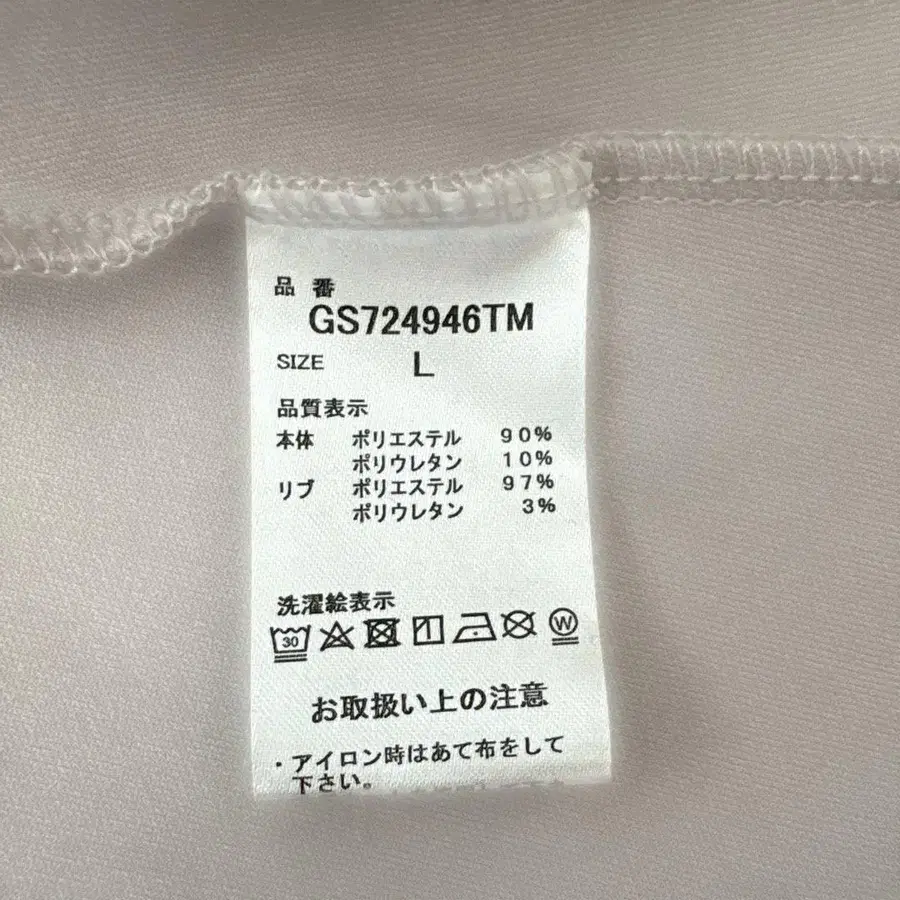 品番
GS724946TM
SIZE L
品質表示
本体 ポリエステル 90%
ポリウレタン 10%
リブ ポリエステル 97%
ポリウレタン 3%
洗濯絵表示
30 W
お取扱い上の注意
・アイロン時はあて布をして
下さい。